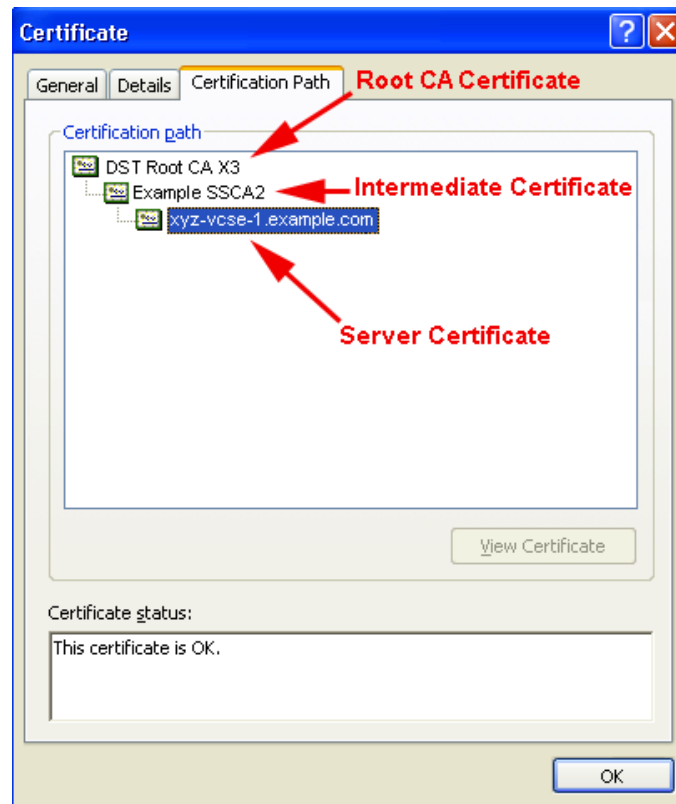 Certificate
General
Details
Certification Path
Root CA Certificate
Certification path
DST Root CA X3
Example SSCA2
Intermediate Certificate
xyz-vcse-1.example.com
Server Certificate
View Certificate
Certificate status:
This certificate is OK.
OK